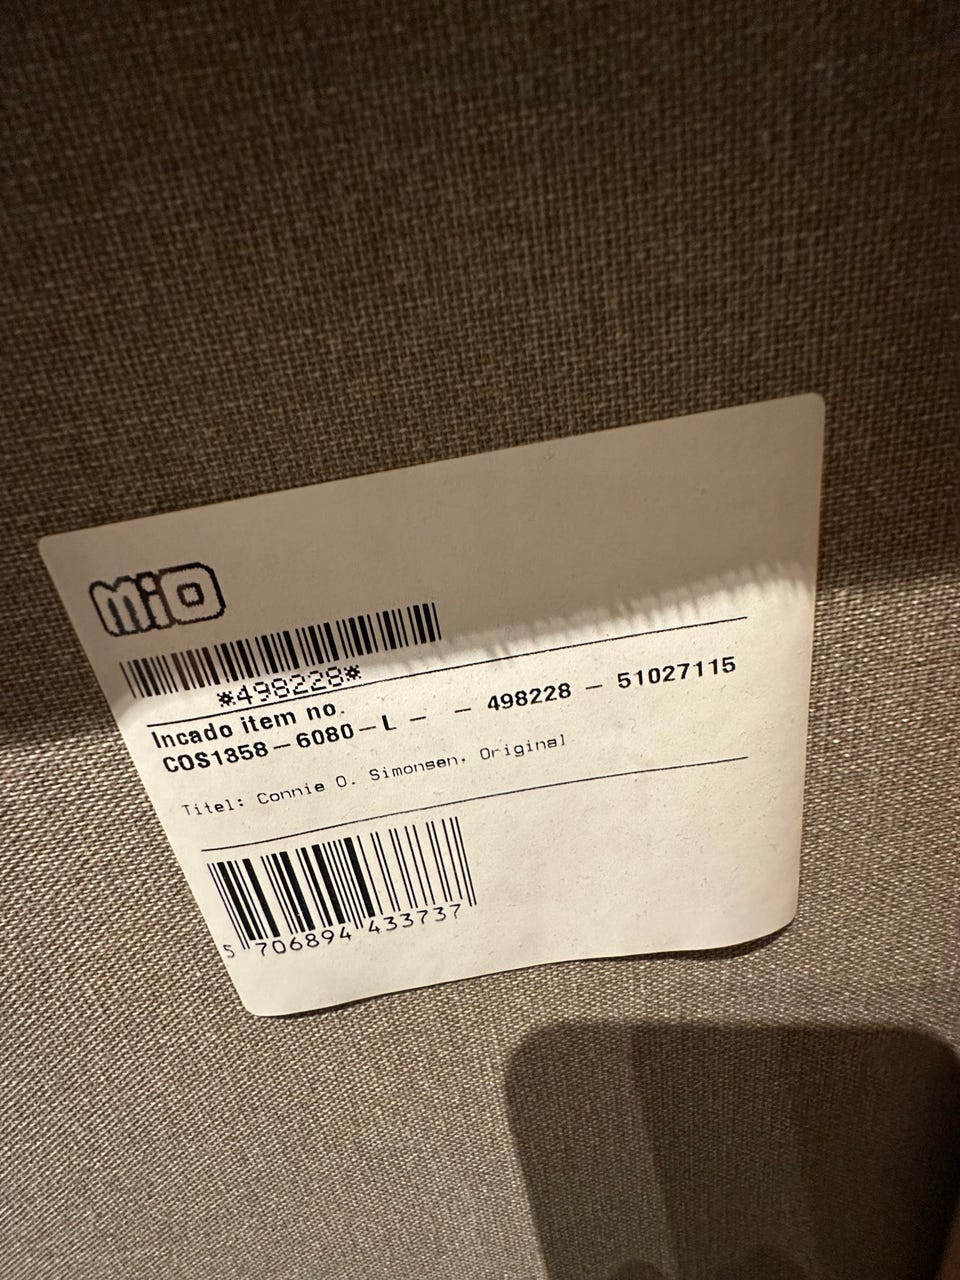 mio
*498228*
Incado item no.
COS1358-6080-L - - 498228 - 51027115
Titel: Connie O. Simonsen, Original
5 706894 433737